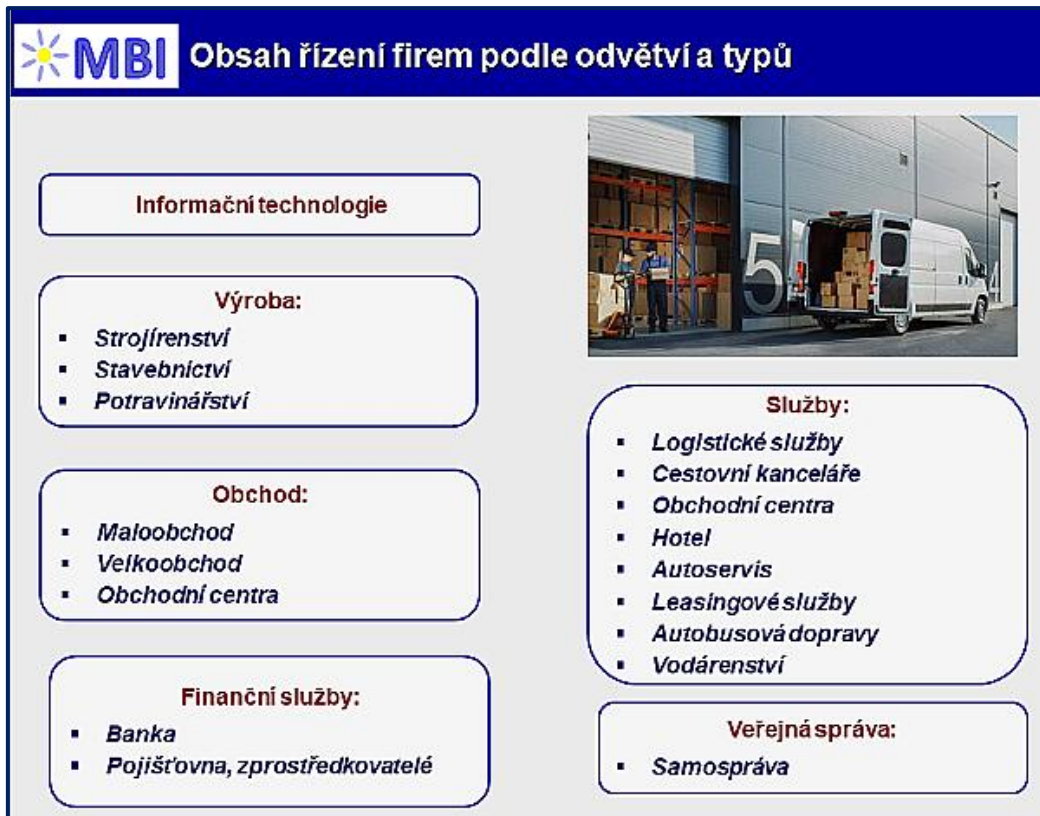 MBI Obsah řízení firem podle odvětví a typů
Informační technologie
Výroba:
▪ Strojírenství
▪ Stavebnictví
▪ Potravinářství
Obchod:
▪ Maloobchod
▪ Velkoobchod
▪ Obchodní centra
Finanční služby:
▪ Banka
▪ Pojišťovna, zprostředkovatelé
5
4
Služby:
▪ Logistické služby
▪ Cestovní kanceláře
▪ Obchodní centra
▪ Hotel
▪ Autoservis
▪ Leasingové služby
▪ Autobusová dopravy
▪ Vodárenství
Veřejná správa:
▪ Samospráva